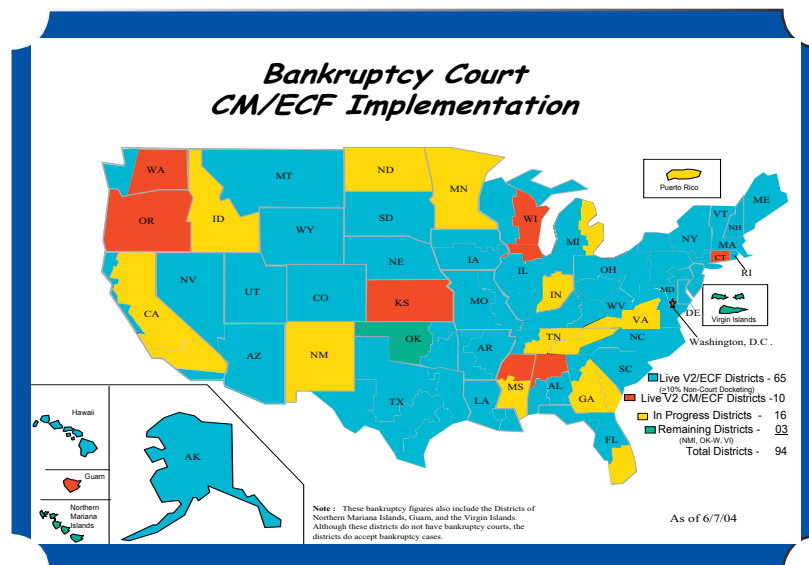 Bankruptcy Court
CM/ECF Implementation
WA
MT
ND
MN
OR
ID
WY
SD
WI
MI
VT
ME
NH
NY
MA
CT
RI
Puerto Rico
NV
UT
CO
NE
IA
IL
IN
OH
MD
DE
Virgin Islands
CA
KS
MO
WV
VA
Washington, D.C .
AZ
NM
OK
AR
TN
NC
SC
TX
LA
MS
AL
GA
FL
Live V2/ECF Districts - 65
(>10% Non-Court Docketing)
Live V2 CM/ECF Districts -10
In Progress Districts - 16
Remaining Districts - 03
(NMI, OK-W, VI)
Total Districts - 94
Hawaii
AK
Guam
Northern
Mariana
Islands
Note : These bankruptcy figures also include the Districts of
Northern Mariana Islands, Guam, and the Virgin Islands.
Although these districts do not have bankruptcy courts, the
districts do accept bankruptcy cases.
As of 6/7/04